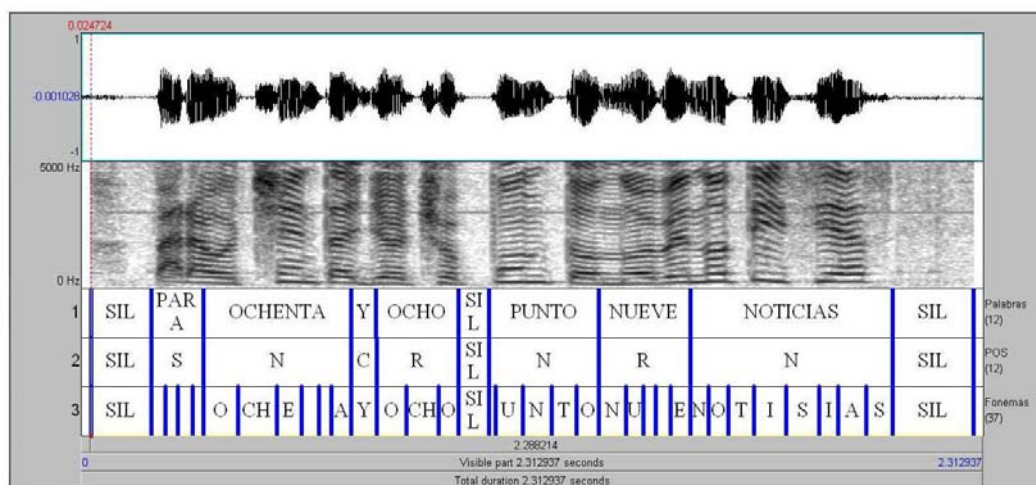 0.024724
1
-0.001028
-1
5000 Hz
0 Hz
1 SIL PARA OCHENTA Y OCHO SIL PUNTO NUEVE NOTICIAS SIL Palabras (12)
2 SIL S N C R SIL N R N SIL POS (12)
3 SIL O CH E A Y O CH O SIL U N T O N U E N O T I S I A S SIL Fonemas (37)
2.288214
0 Visible part 2.312937 seconds 2.312937
Total duration 2.312937 seconds